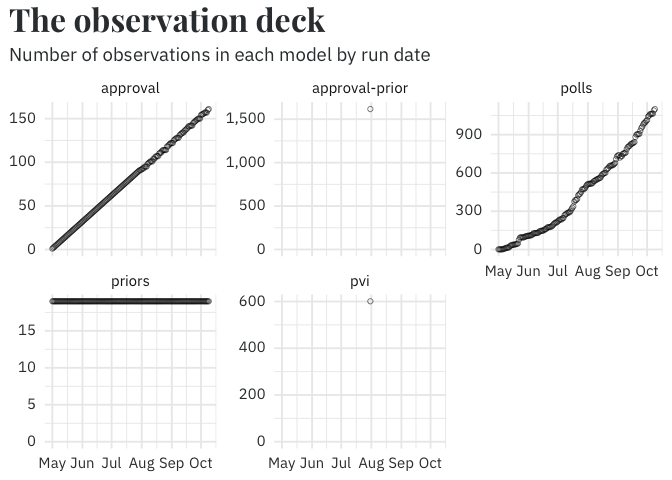 The observation deck
Number of observations in each model by run date
approval
approval-prior
polls
150
100
50
0
1,500
1,000
500
0
900
600
300
0
May Jun Jul Aug Sep Oct
priors
pvi
15
10
5
0
600
400
200
0
May Jun Jul Aug Sep Oct
May Jun Jul Aug Sep Oct